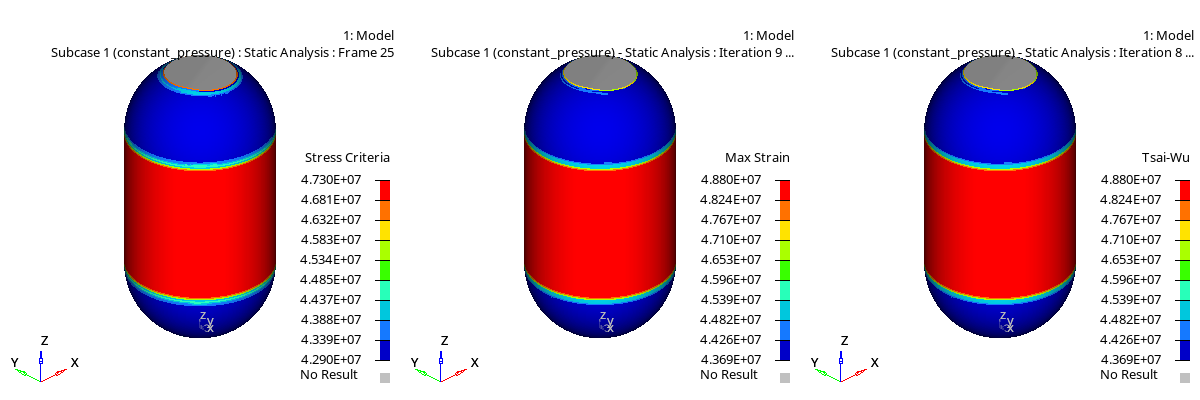 1: Model
Subcase 1 (constant_pressure) : Static Analysis : Frame 25
Stress Criteria
4.730E+07
4.681E+07
4.632E+07
4.583E+07
4.534E+07
4.485E+07
4.437E+07
4.388E+07
4.339E+07
4.290E+07
No Result
Z
Y
X
Z
Y
X
1: Model
Subcase 1 (constant_pressure) - Static Analysis : Iteration 9 ...
Max Strain
4.880E+07
4.824E+07
4.767E+07
4.710E+07
4.653E+07
4.596E+07
4.539E+07
4.482E+07
4.426E+07
4.369E+07
No Result
Z
Y
X
Z
Y
X
1: Model
Subcase 1 (constant_pressure) - Static Analysis : Iteration 8 ...
Tsai-Wu
4.880E+07
4.824E+07
4.767E+07
4.710E+07
4.653E+07
4.596E+07
4.539E+07
4.482E+07
4.426E+07
4.369E+07
No Result
Z
Y
X
Z
Y
X